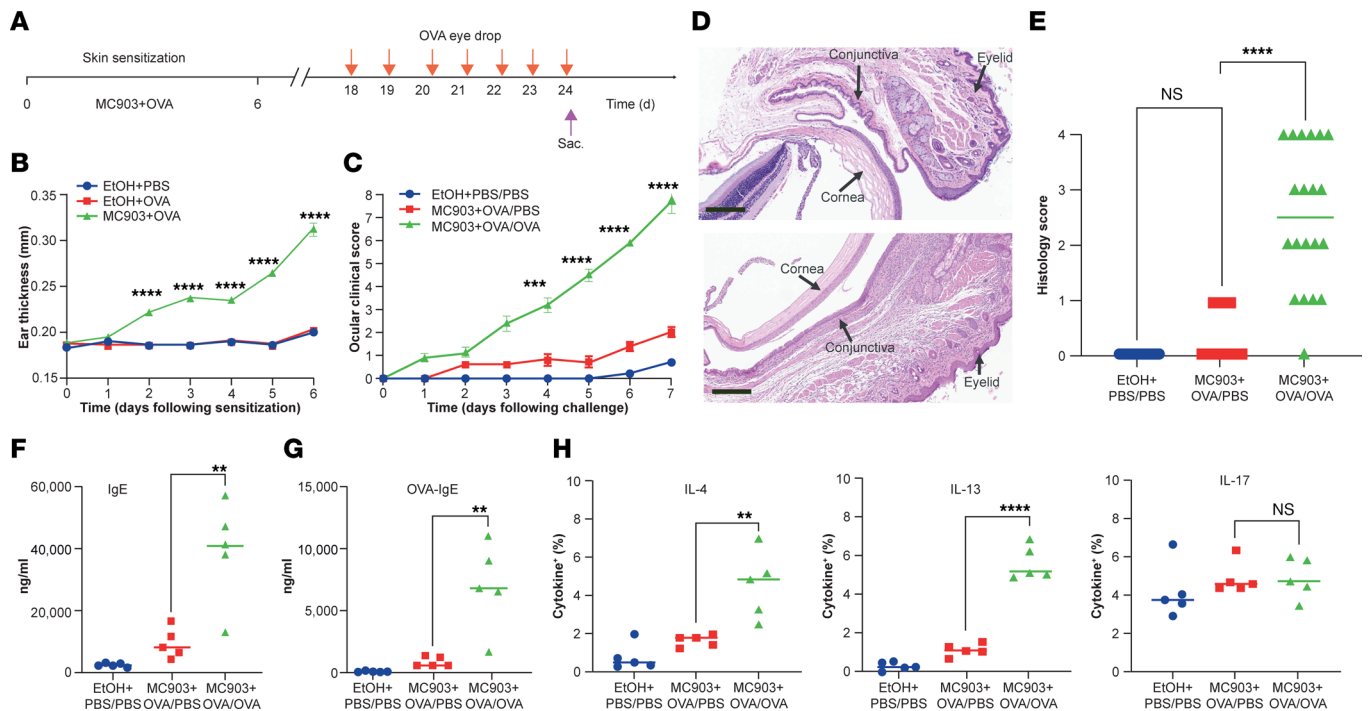 A
OVA eye drop
Skin sensitization
0
6
18
19
20
21
22
23
24
MC903+OVA
Time (d)
Sac.
B
EtOH+PBS
EtOH+OVA
MC903+OVA
Ear thickness (mm)
0.35
0.30
0.25
0.20
0.15
****
****
****
****
****
0
1
2
3
4
5
6
Time (days following sensitization)
C
EtOH+PBS/PBS
MC903+OVA/PBS
MC903+OVA/OVA
Ocular clinical score
8
7
6
5
4
3
2
1
0
***
****
****
****
0
1
2
3
4
5
6
7
Time (days following challenge)
D
Conjunctiva
Eyelid
Cornea
Cornea
Conjunctiva
Eyelid
E
****
NS
Histology score
4
3
2
1
0
EtOH+
PBS/PBS
MC903+
OVA/PBS
MC903+
OVA/OVA
F
IgE
**
ng/ml
60,000
40,000
20,000
0
EtOH+
PBS/PBS
MC903+
OVA/PBS
MC903+
OVA/OVA
G
OVA-IgE
**
ng/ml
15,000
10,000
5,000
0
EtOH+
PBS/PBS
MC903+
OVA/PBS
MC903+
OVA/OVA
H
IL-4
**
Cytokine+ (%)
10
8
6
4
2
0
EtOH+
PBS/PBS
MC903+
OVA/PBS
MC903+
OVA/OVA
IL-13
****
Cytokine+ (%)
10
8
6
4
2
0
EtOH+
PBS/PBS
MC903+
OVA/PBS
MC903+
OVA/OVA
IL-17
NS
Cytokine+ (%)
10
8
6
4
2
0
EtOH+
PBS/PBS
MC903+
OVA/PBS
MC903+
OVA/OVA